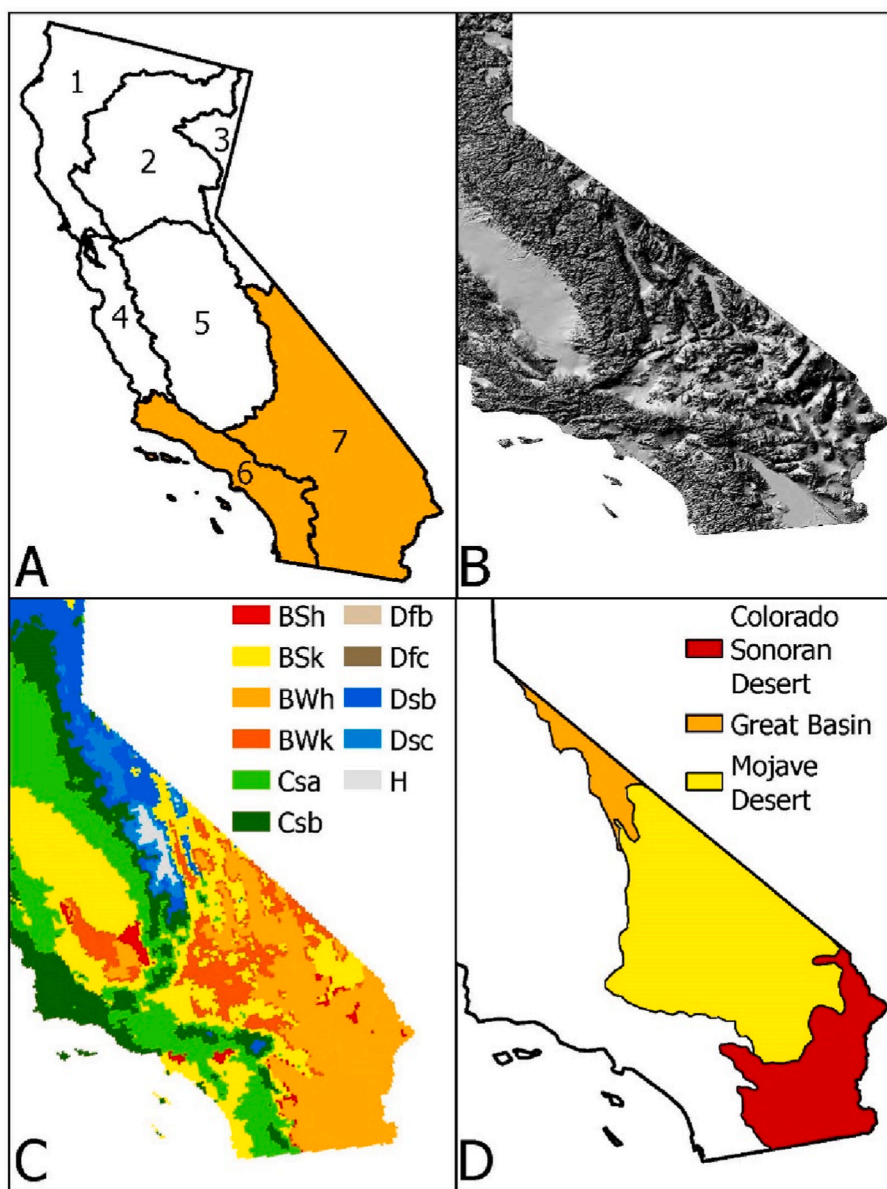 1
2
3
4
5
6
7
A
B
BSh
BSk
BWh
BWk
Csa
Csb
Dfb
Dfc
Dsb
Dsc
H
C
Colorado
Sonoran
Desert
Great Basin
Mojave
Desert
D